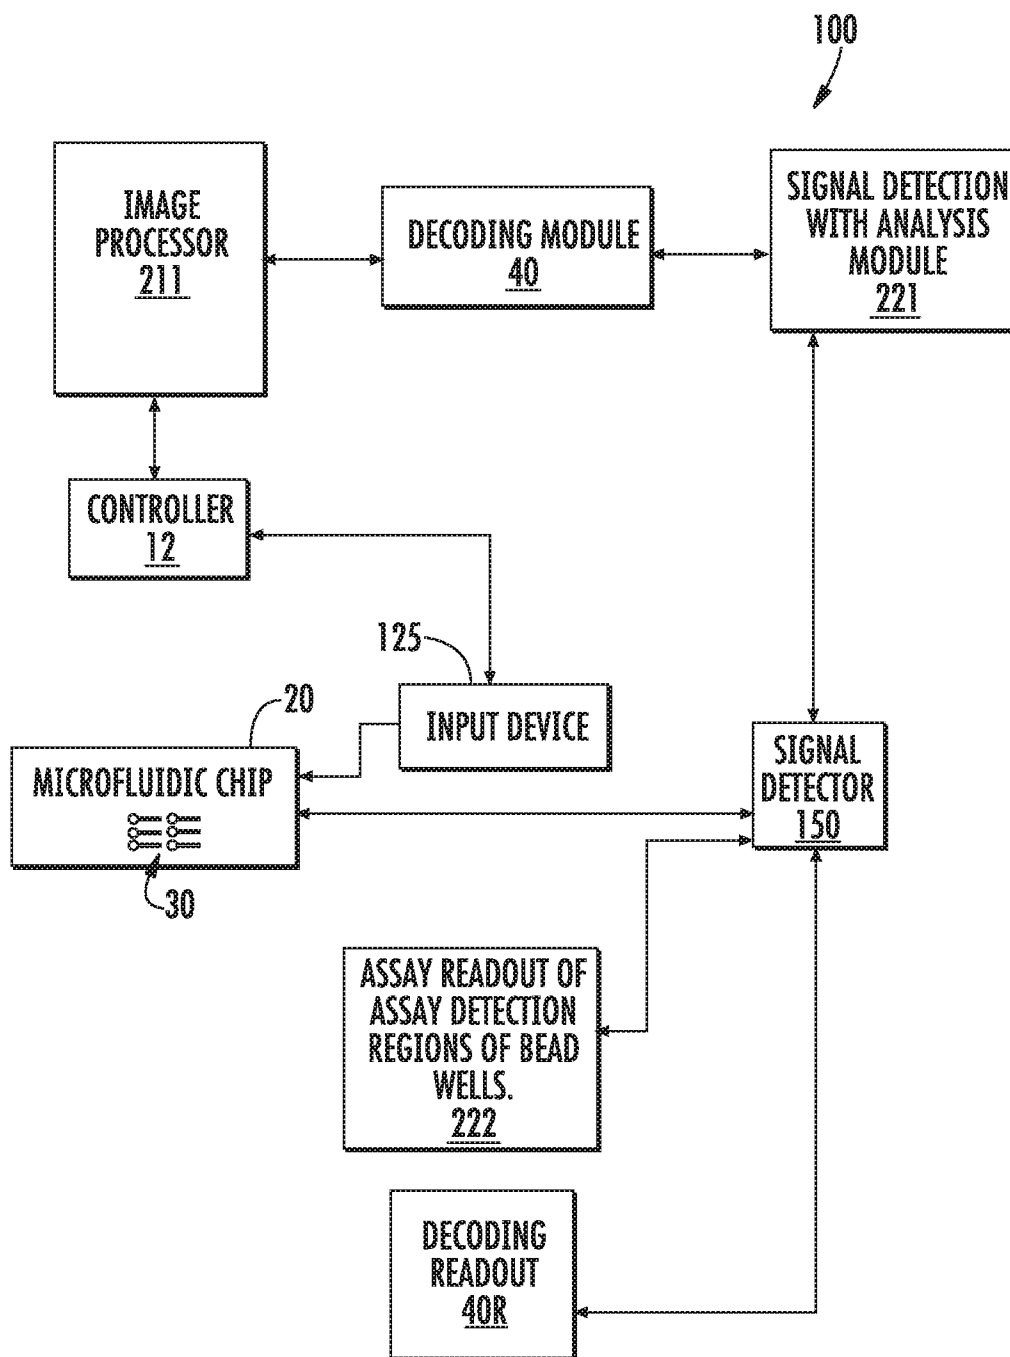 100
IMAGE
PROCESSOR
211
DECODING MODULE
40
SIGNAL DETECTION
WITH ANALYSIS
MODULE
221
CONTROLLER
12
125
INPUT DEVICE
20
MICROFLUIDIC CHIP
30
SIGNAL
DETECTOR
150
ASSAY READOUT OF
ASSAY DETECTION
REGIONS OF BEAD
WELLS.
222
DECODING
READOUT
40R